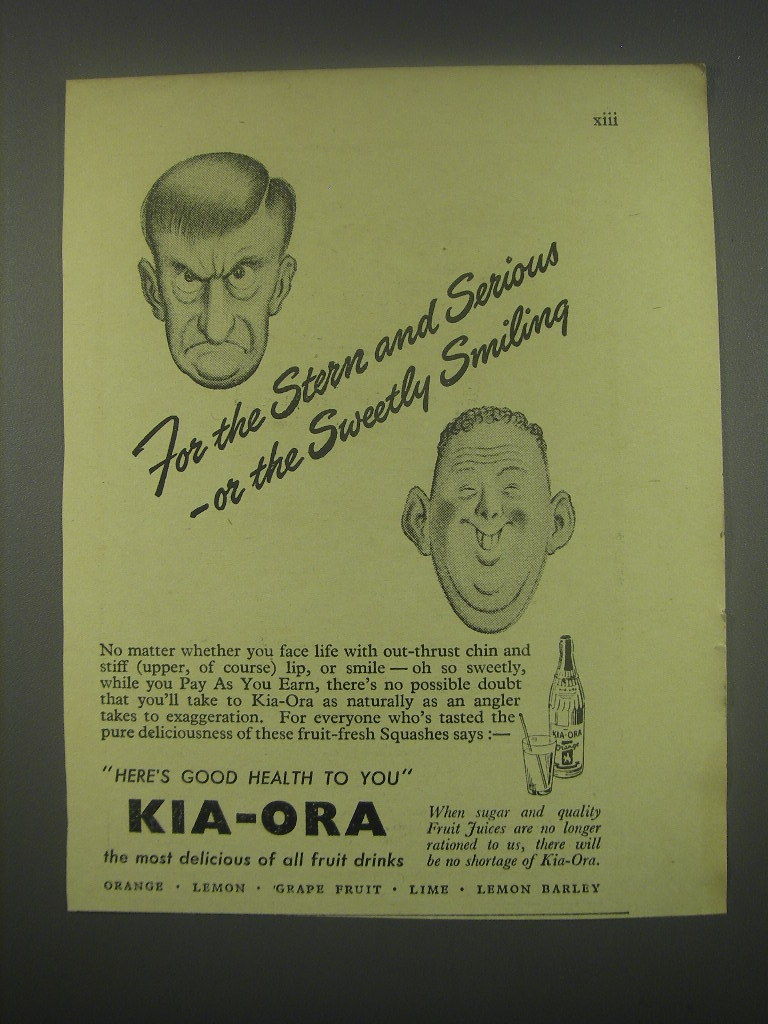 xiii
For the Stern and Serious
- or the Sweetly Smiling
No matter whether you face life with out-thrust chin and
stiff (upper, of course) lip, or smile — oh so sweetly,
while you Pay As You Earn, there's no possible doubt
that you'll take to Kia-Ora as naturally as an angler
takes to exaggeration. For everyone who's tasted the
pure deliciousness of these fruit-fresh Squashes says :—
KIA-ORA
Orange
"HERE'S GOOD HEALTH TO YOU"
KIA-ORA
the most delicious of all fruit drinks
When sugar and quality
Fruit Juices are no longer
rationed to us, there will
be no shortage of Kia-Ora.
ORANGE · LEMON · GRAPE FRUIT · LIME · LEMON BARLEY